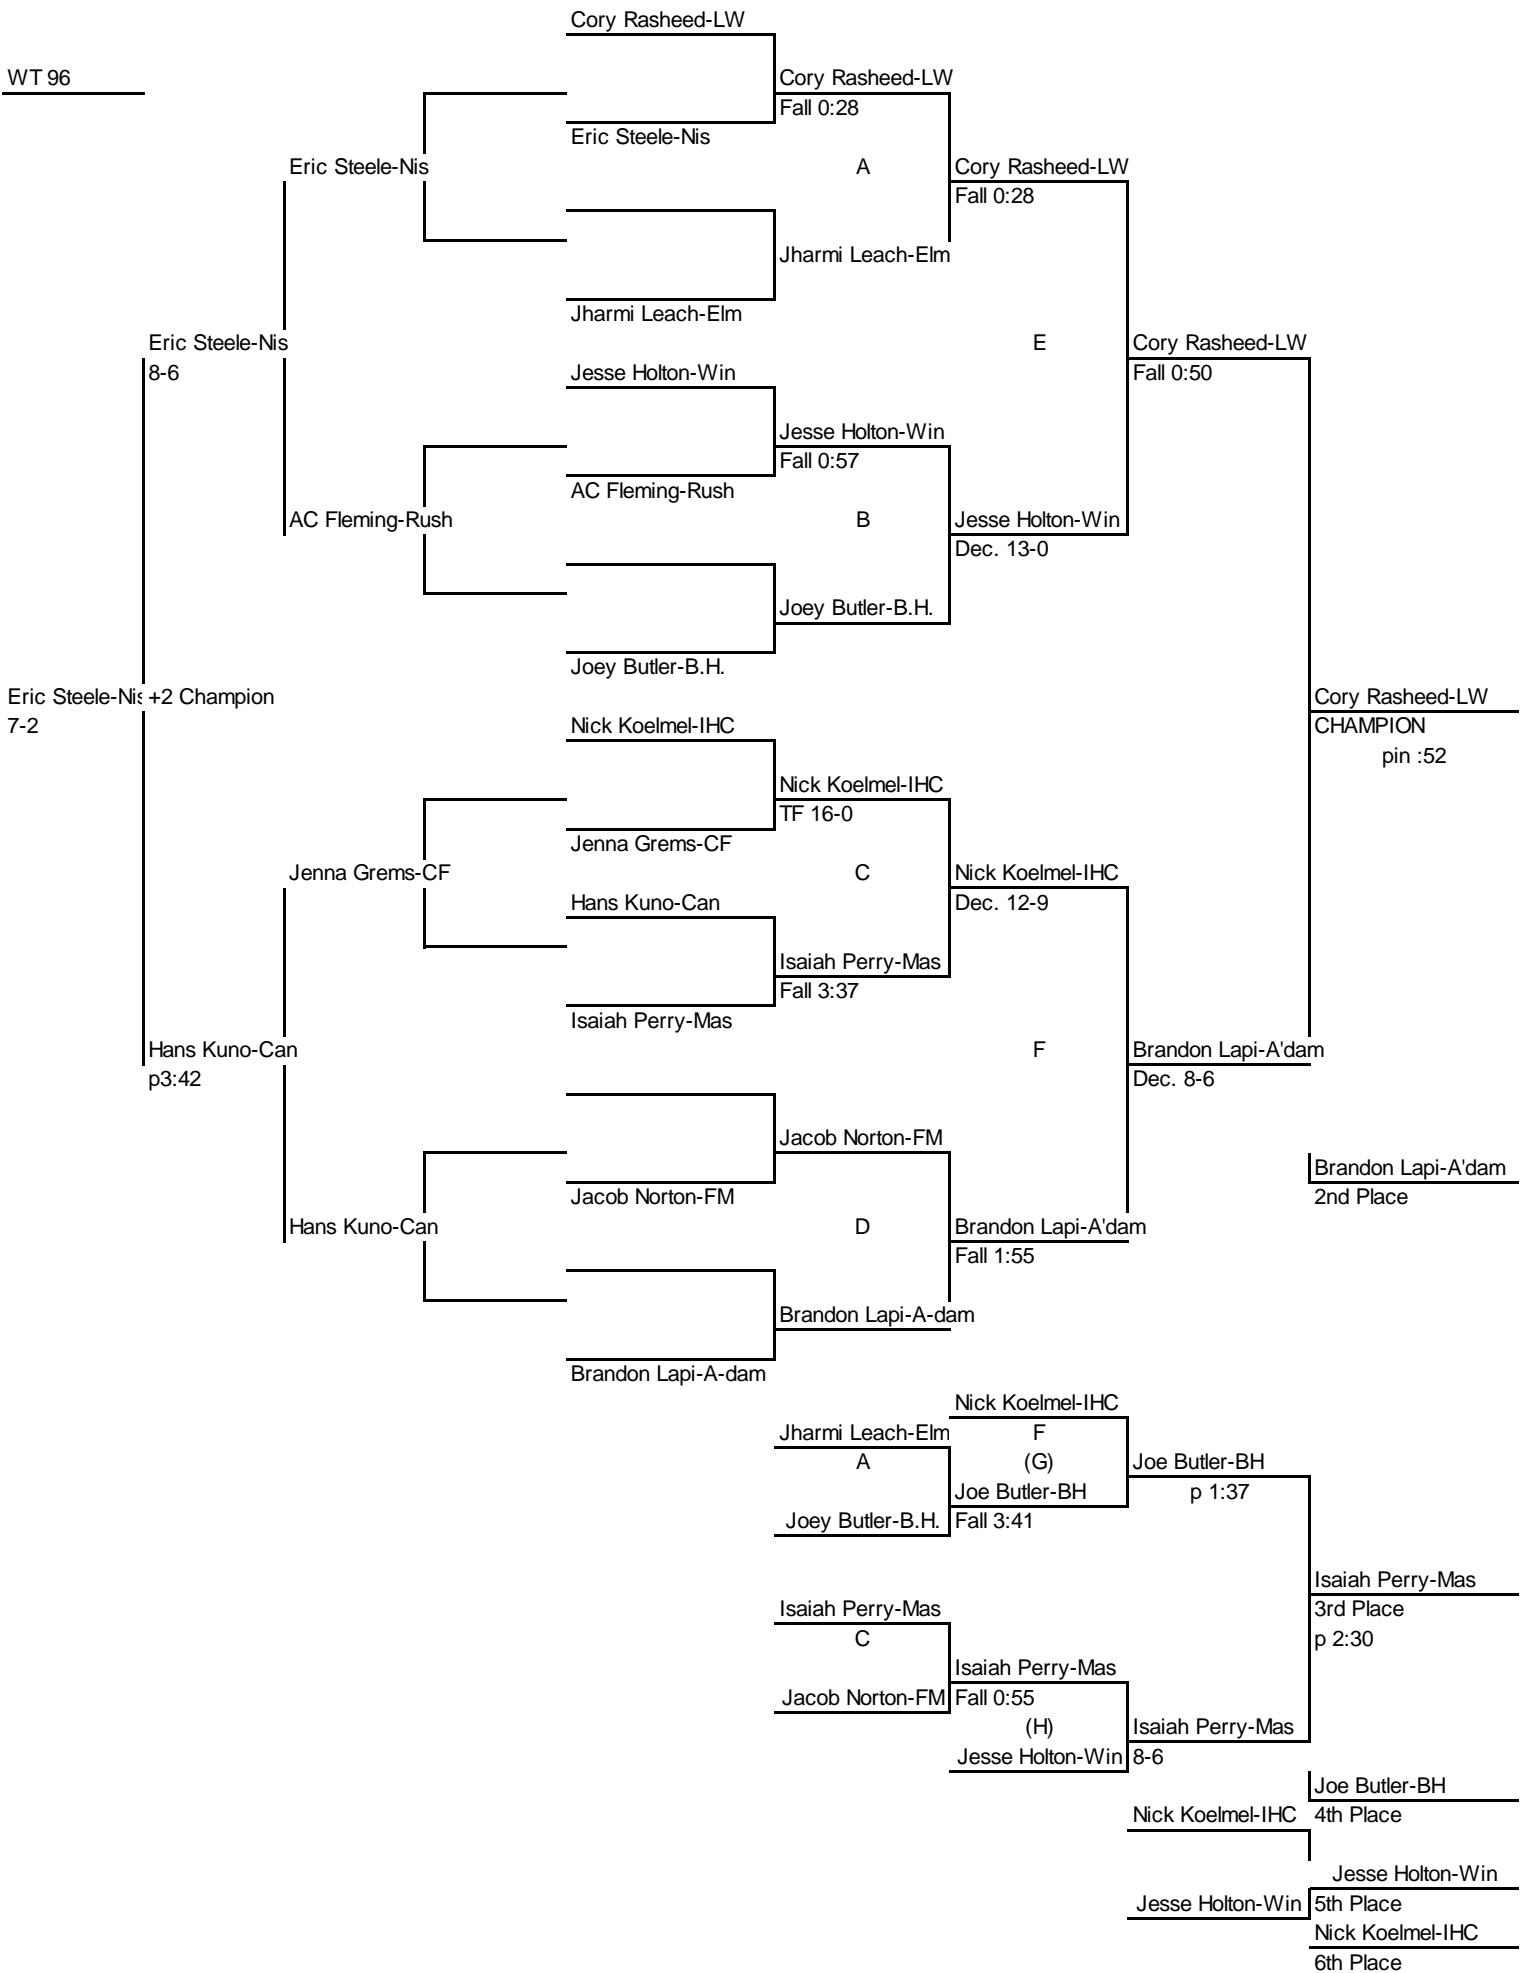 Cory Rasheed-LW
WT 96
Cory Rasheed-LW
Fall 0:28
Eric Steele-Nis
Eric Steele-Nis
A
Cory Rasheed-LW
Fall 0:28
Jharmi Leach-Elm
Jharmi Leach-Elm
Eric Steele-Nis
8-6
E
Cory Rasheed-LW
Fall 0:50
Jesse Holton-Win
Jesse Holton-Win
Fall 0:57
AC Fleming-Rush
AC Fleming-Rush
B
Jesse Holton-Win
Dec. 13-0
Joey Butler-B.H.
Joey Butler-B.H.
Eric Steele-Nis
+2 Champion
7-2
Cory Rasheed-LW
CHAMPION
pin :52
Nick Koelmel-IHC
Nick Koelmel-IHC
TF 16-0
Jenna Grems-CF
Jenna Grems-CF
C
Nick Koelmel-IHC
Dec. 12-9
Hans Kuno-Can
Isaiah Perry-Mas
Fall 3:37
Isaiah Perry-Mas
Hans Kuno-Can
p3:42
F
Brandon Lapi-A'dam
Dec. 8-6
Jacob Norton-FM
Jacob Norton-FM
Brandon Lapi-A'dam
2nd Place
Hans Kuno-Can
D
Brandon Lapi-A'dam
Fall 1:55
Brandon Lapi-A-dam
Brandon Lapi-A-dam
Nick Koelmel-IHC
Jharmi Leach-Elm
F
A
(G)
Joe Butler-BH
p 1:37
Joe Butler-BH
Joey Butler-B.H.
Fall 3:41
Isaiah Perry-Mas
3rd Place
p 2:30
Isaiah Perry-Mas
C
Isaiah Perry-Mas
Jacob Norton-FM
Fall 0:55
(H)
Isaiah Perry-Mas
Jesse Holton-Win
8-6
Joe Butler-BH
Nick Koelmel-IHC
4th Place
Jesse Holton-Win
Jesse Holton-Win
5th Place
Nick Koelmel-IHC
6th Place